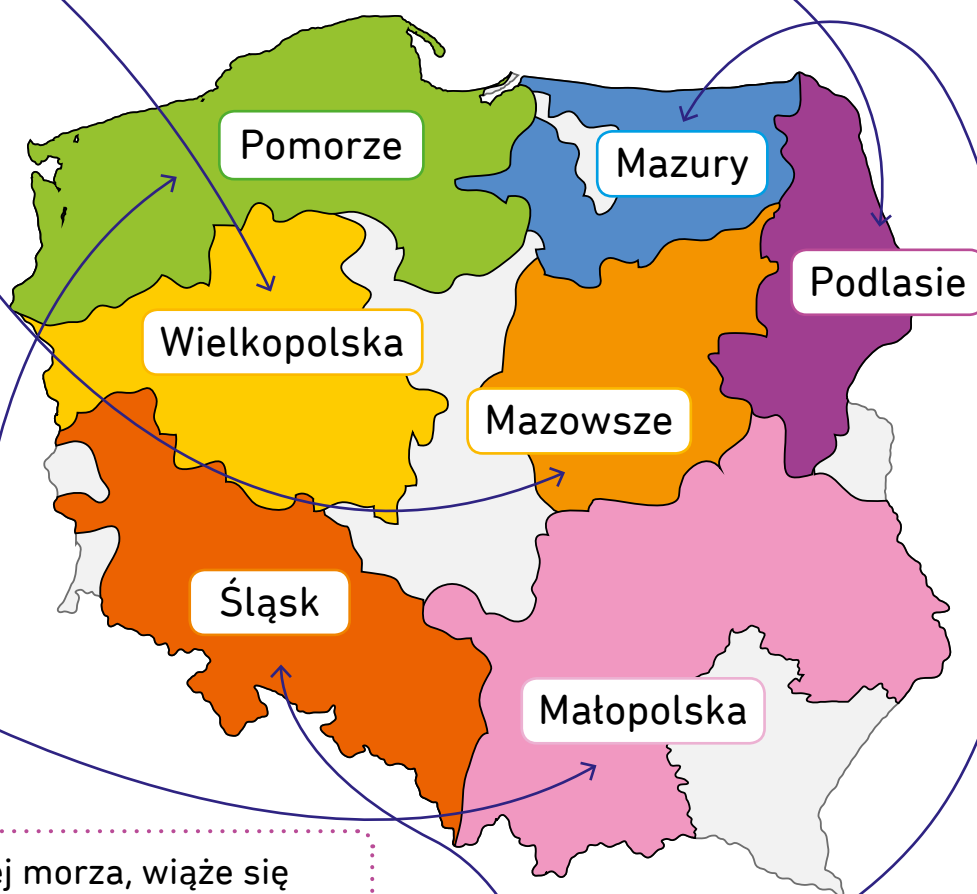 Pomorze
Mazury
Podlasie
Wielkopolska
Mazowsze
Śląsk
Małopolska
morza, wiąże się